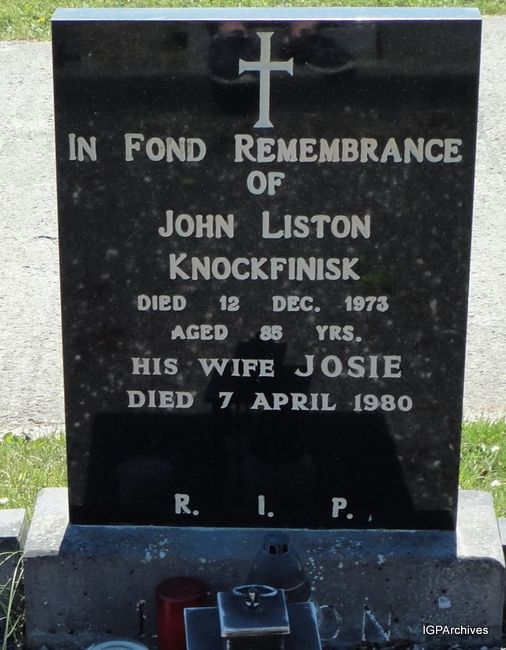 IN FOND REMEMBRANCE
OF
JOHN LISTON
KNOCKFINISK
DIED 12 DEC. 1973
AGED 85 YRS.
HIS WIFE JOSIE
DIED 7 APRIL 1980
R. I. P.
IGPArchives